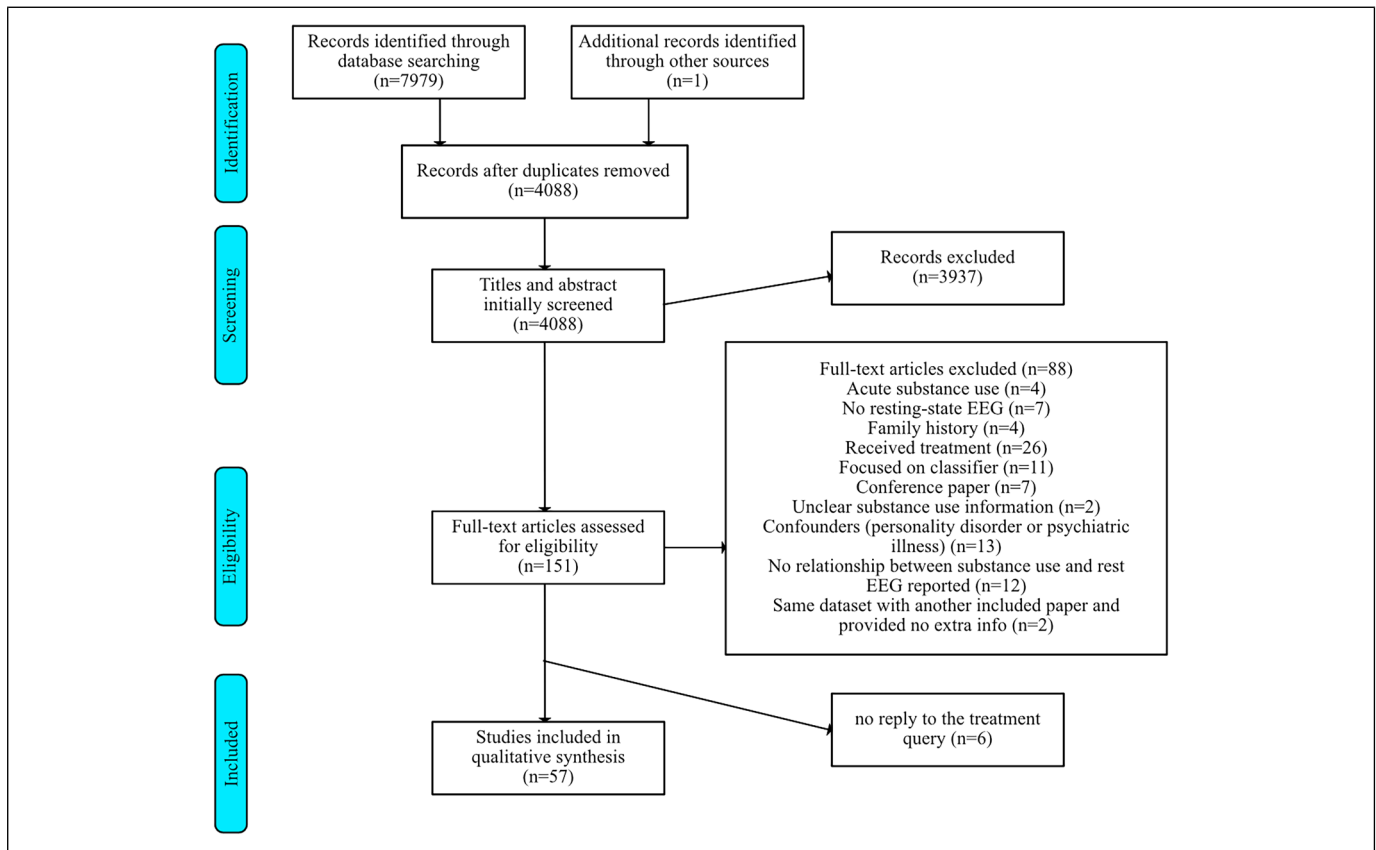 Identification
Records identified through
database searching
(n=7979)
Additional records identified
through other sources
(n=1)
Records after duplicates removed
(n=4088)
Screening
Titles and abstract
initially screened
(n=4088)
Records excluded
(n=3937)
Eligibility
Full-text articles assessed
for eligibility
(n=151)
Full-text articles excluded (n=88)
Acute substance use (n=4)
No resting-state EEG (n=7)
Family history (n=4)
Received treatment (n=26)
Focused on classifier (n=11)
Conference paper (n=7)
Unclear substance use information (n=2)
Confounders (personality disorder or psychiatric
illness) (n=13)
No relationship between substance use and rest
EEG reported (n=12)
Same dataset with another included paper and
provided no extra info (n=2)
Included
Studies included in
qualitative synthesis
(n=57)
no reply to the treatment
query (n=6)